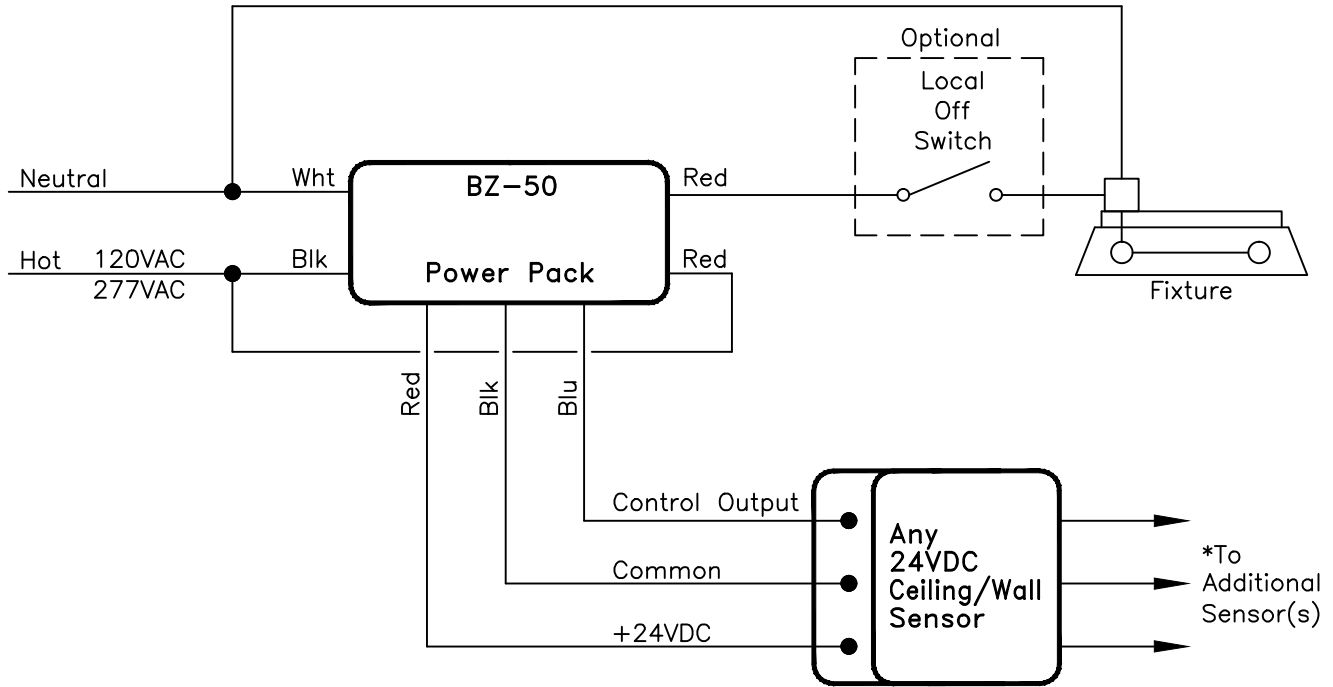 Optional
Local
Off
Switch
Neutral
Wht
BZ-50
Red
Hot
120VAC
277VAC
Blk
Power Pack
Red
Fixture
Red
Blk
Blu
Control Output
Common
+24VDC
Any
24VDC
Ceiling/Wall
Sensor
*To
Additional
Sensor(s)